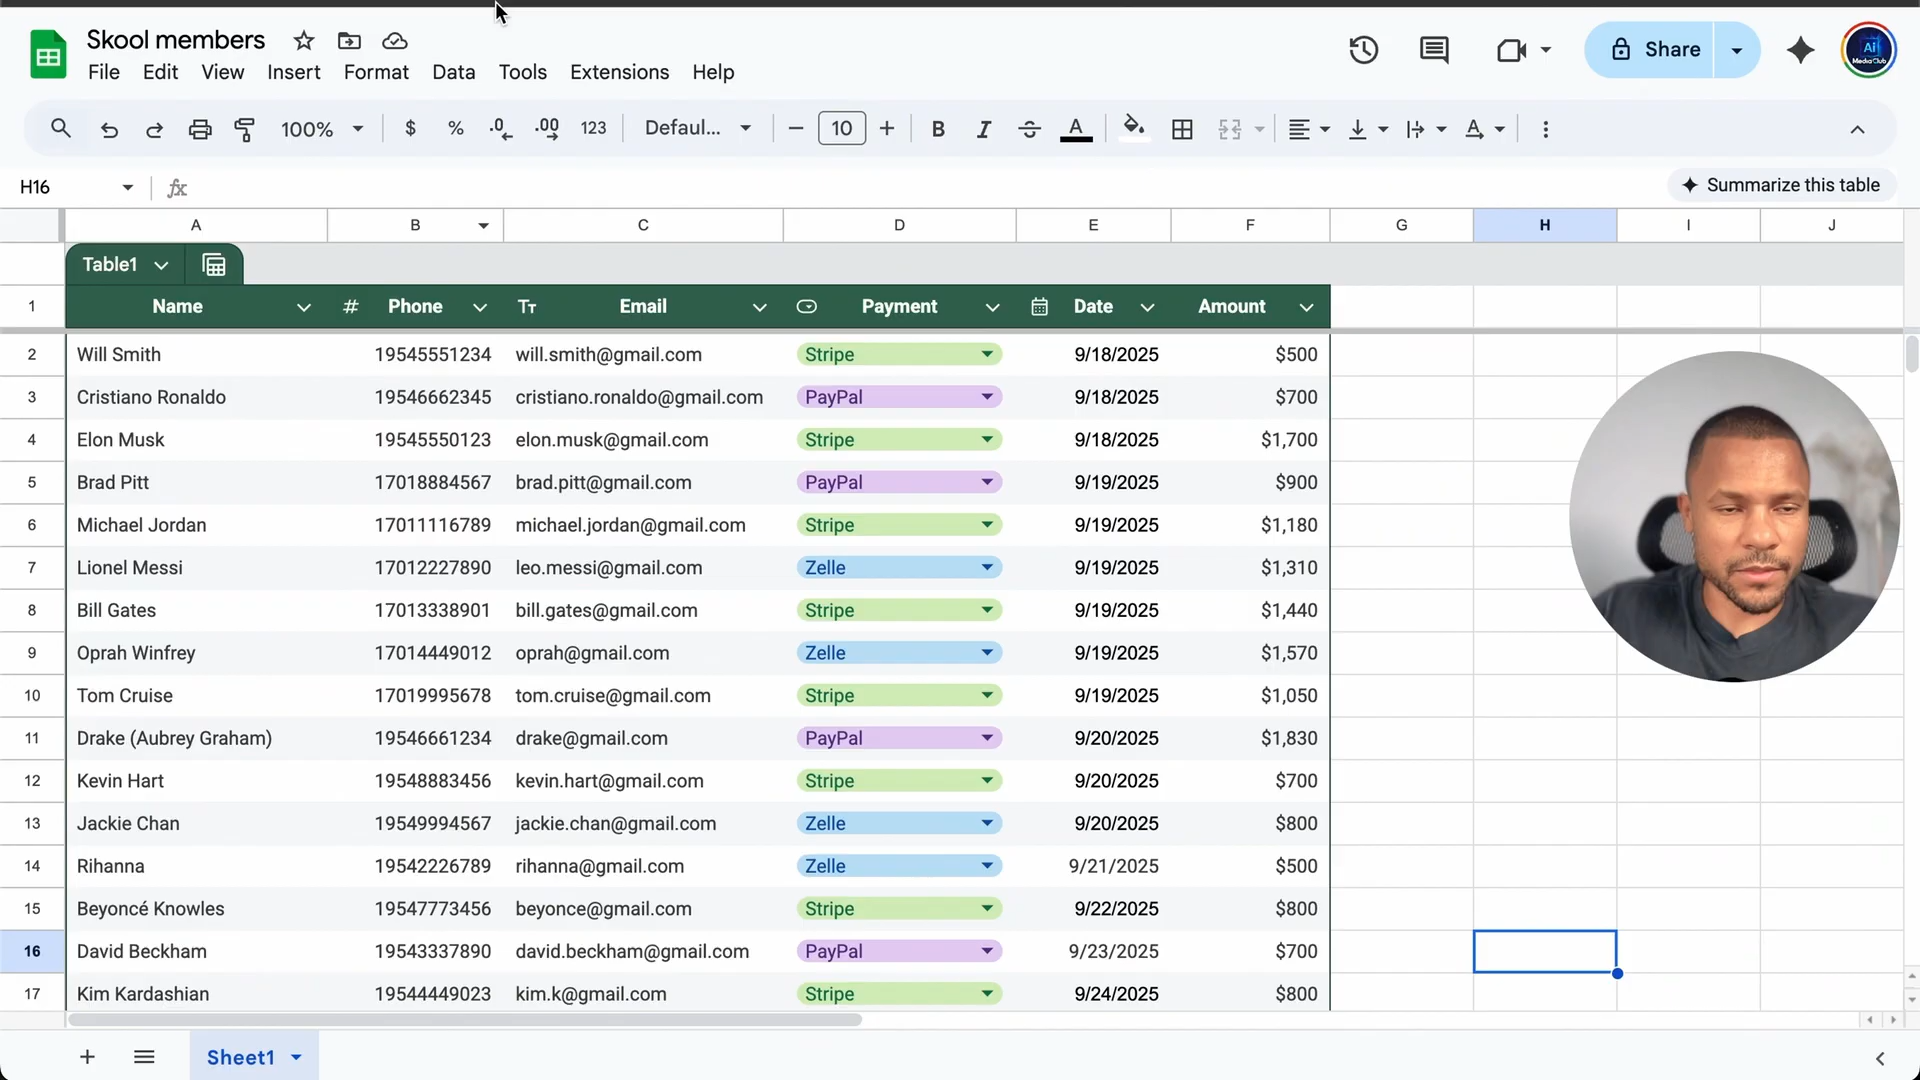 Skool members
File Edit View Insert Format Data Tools Extensions Help
Share
Ai
Media Club
100% $ % .0 .00 123 Defaul... − 10 + B I S A
H16 fx
Summarize this table
A B C D E F G H I J
Table1
1 Name # Phone Tт Email Payment Date Amount
2 Will Smith 19545551234 will.smith@gmail.com Stripe 9/18/2025 $500
3 Cristiano Ronaldo 19546662345 cristiano.ronaldo@gmail.com PayPal 9/18/2025 $700
4 Elon Musk 19545550123 elon.musk@gmail.com Stripe 9/18/2025 $1,700
5 Brad Pitt 17018884567 brad.pitt@gmail.com PayPal 9/19/2025 $900
6 Michael Jordan 17011116789 michael.jordan@gmail.com Stripe 9/19/2025 $1,180
7 Lionel Messi 17012227890 leo.messi@gmail.com Zelle 9/19/2025 $1,310
8 Bill Gates 17013338901 bill.gates@gmail.com Stripe 9/19/2025 $1,440
9 Oprah Winfrey 17014449012 oprah@gmail.com Zelle 9/19/2025 $1,570
10 Tom Cruise 17019995678 tom.cruise@gmail.com Stripe 9/19/2025 $1,050
11 Drake (Aubrey Graham) 19546661234 drake@gmail.com PayPal 9/20/2025 $1,830
12 Kevin Hart 19548883456 kevin.hart@gmail.com Stripe 9/20/2025 $700
13 Jackie Chan 19549994567 jackie.chan@gmail.com Zelle 9/20/2025 $800
14 Rihanna 19542226789 rihanna@gmail.com Zelle 9/21/2025 $500
15 Beyoncé Knowles 19547773456 beyonce@gmail.com Stripe 9/22/2025 $800
16 David Beckham 19543337890 david.beckham@gmail.com PayPal 9/23/2025 $700
17 Kim Kardashian 19544449023 kim.k@gmail.com Stripe 9/24/2025 $800
Sheet1